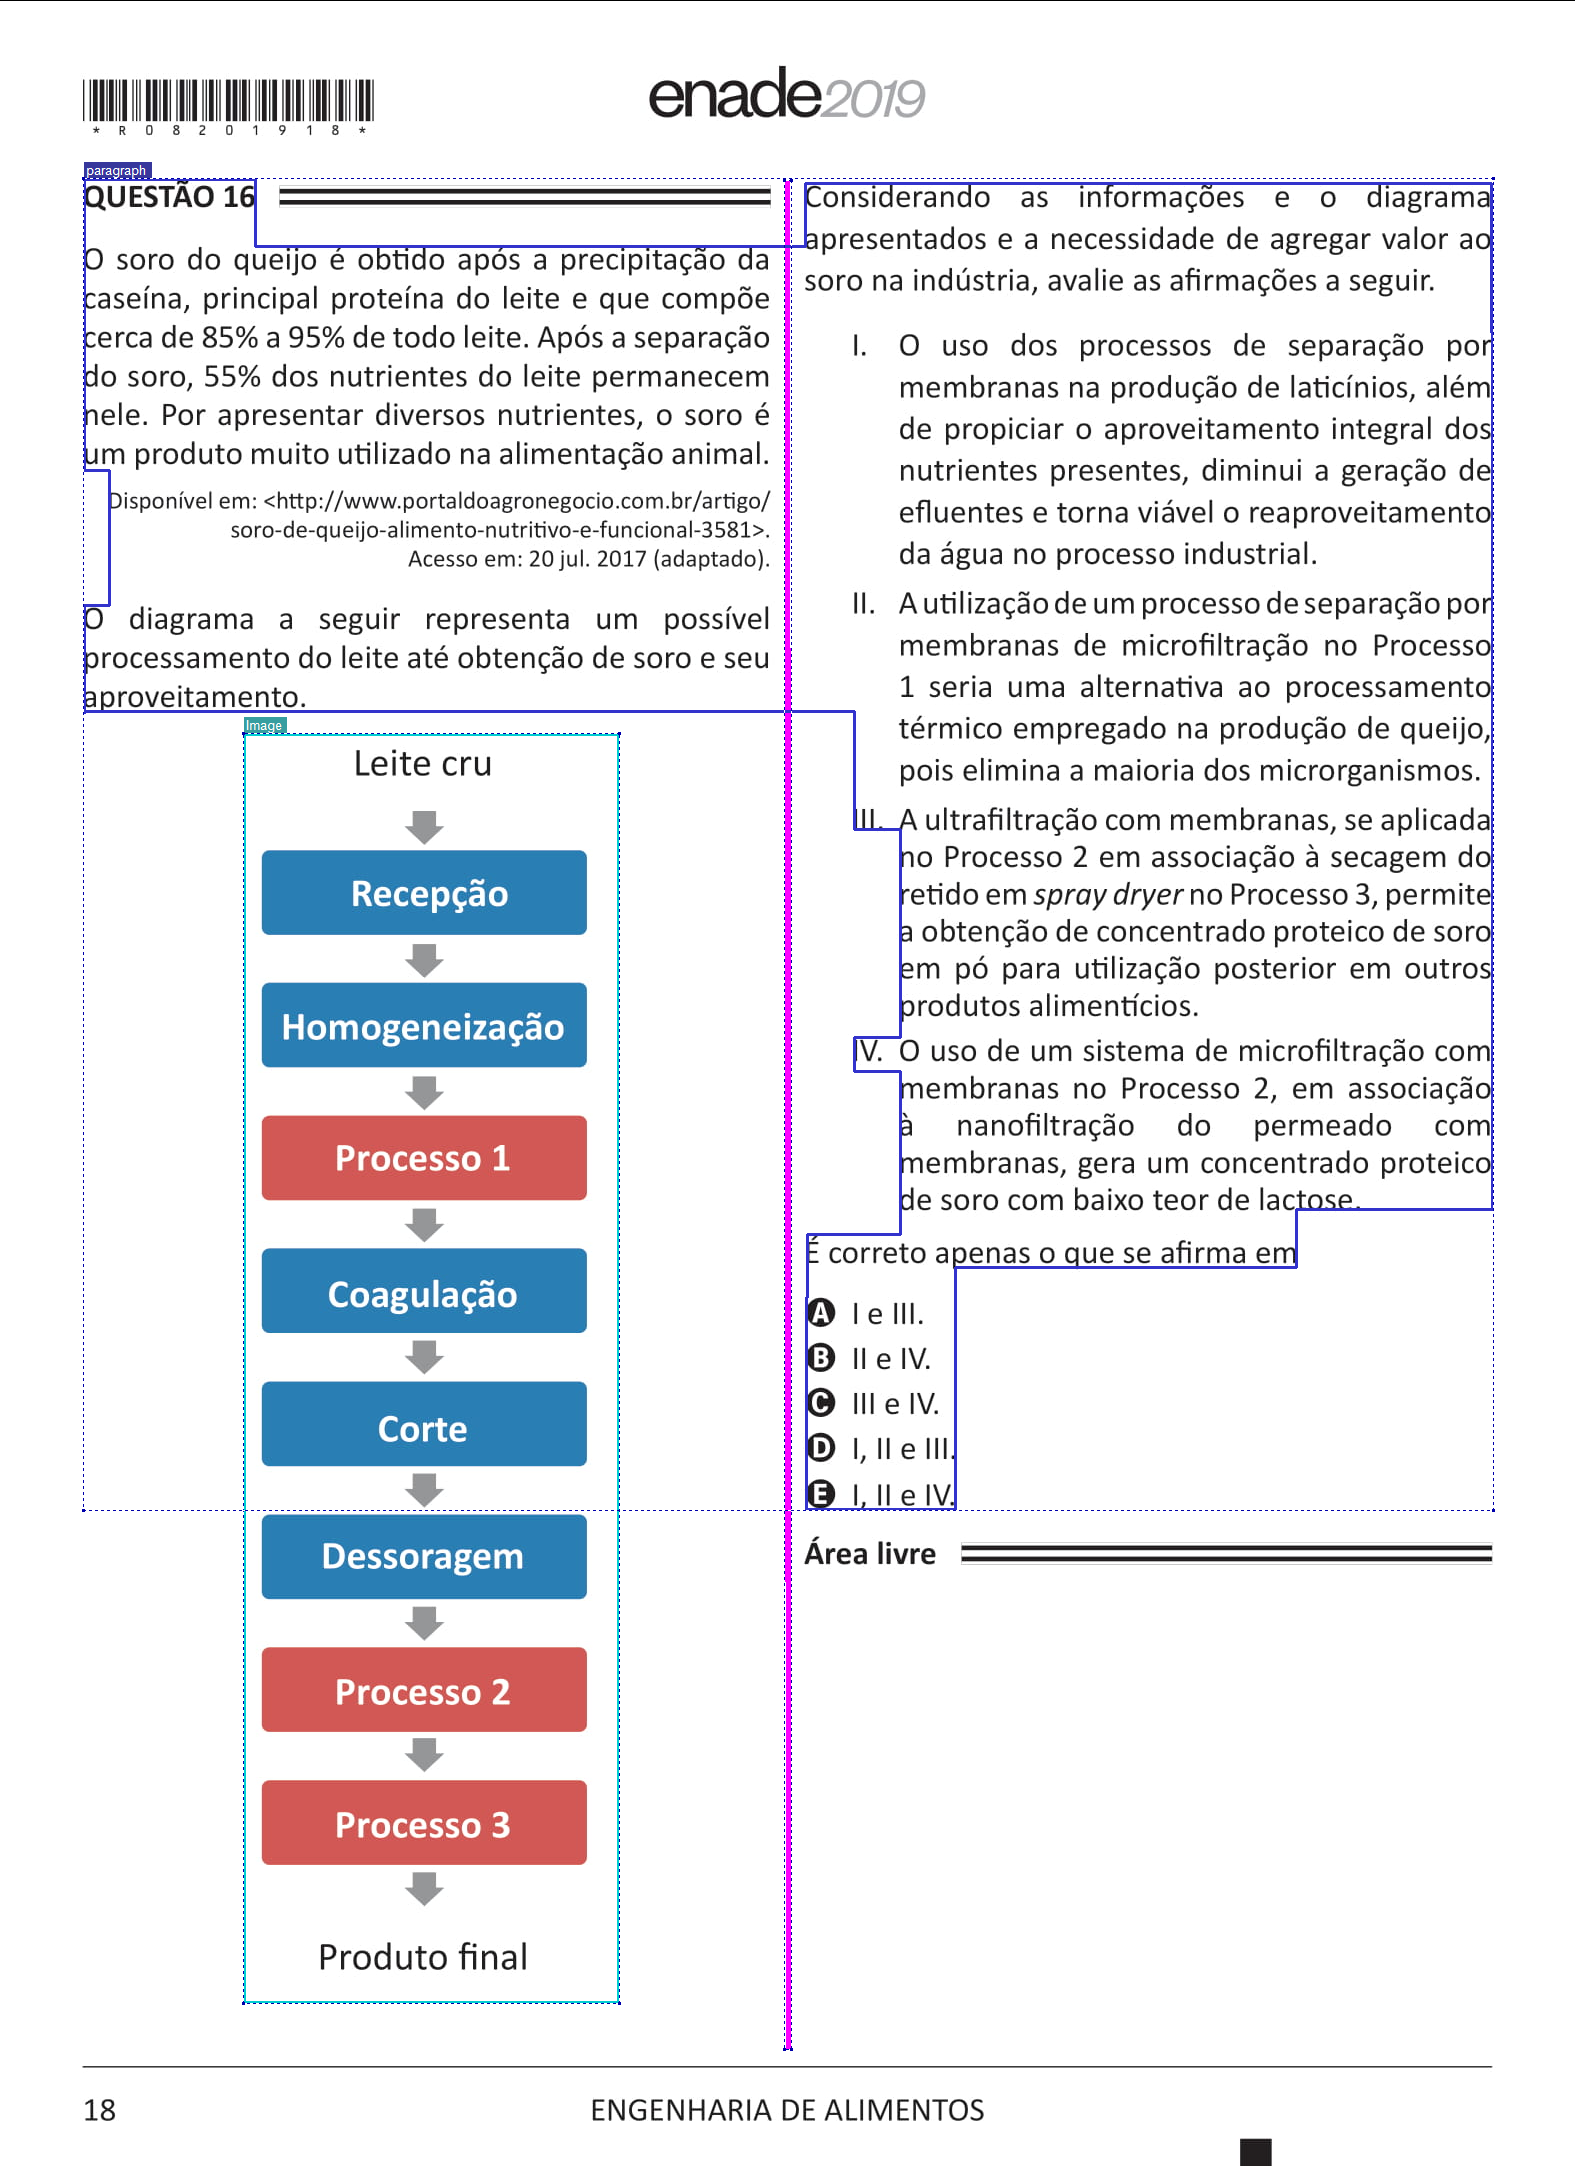 *R08201918*
enade2019
paragraph
QUESTÃO 16
O soro do queijo é obtido após a precipitação da
caseína, principal proteína do leite e que compõe
cerca de 85% a 95% de todo leite. Após a separação
do soro, 55% dos nutrientes do leite permanecem
nele. Por apresentar diversos nutrientes, o soro é
um produto muito utilizado na alimentação animal.
Disponível em: <http://www.portaldoagronegocio.com.br/artigo/
soro-de-queijo-alimento-nutritivo-e-funcional-3581>.
Acesso em: 20 jul. 2017 (adaptado).
O diagrama a seguir representa um possível
processamento do leite até obtenção de soro e seu
aproveitamento.
Image
Leite cru
Recepção
Homogeneização
Processo 1
Coagulação
Corte
Dessoragem
Processo 2
Processo 3
Produto final
Considerando as informações e o diagrama
apresentados e a necessidade de agregar valor ao
soro na indústria, avalie as afirmações a seguir.
I. O uso dos processos de separação por
membranas na produção de laticínios, além
de propiciar o aproveitamento integral dos
nutrientes presentes, diminui a geração de
efluentes e torna viável o reaproveitamento
da água no processo industrial.
II. A utilização de um processo de separação por
membranas de microfiltração no Processo
1 seria uma alternativa ao processamento
térmico empregado na produção de queijo,
pois elimina a maioria dos microrganismos.
III. A ultrafiltração com membranas, se aplicada
no Processo 2 em associação à secagem do
retido em spray dryer no Processo 3, permite
a obtenção de concentrado proteico de soro
em pó para utilização posterior em outros
produtos alimentícios.
IV. O uso de um sistema de microfiltração com
membranas no Processo 2, em associação
à nanofiltração do permeado com
membranas, gera um concentrado proteico
de soro com baixo teor de lactose.
É correto apenas o que se afirma em
A I e III.
B II e IV.
C III e IV.
D I, II e III.
E I, II e IV.
Área livre
18
ENGENHARIA DE ALIMENTOS